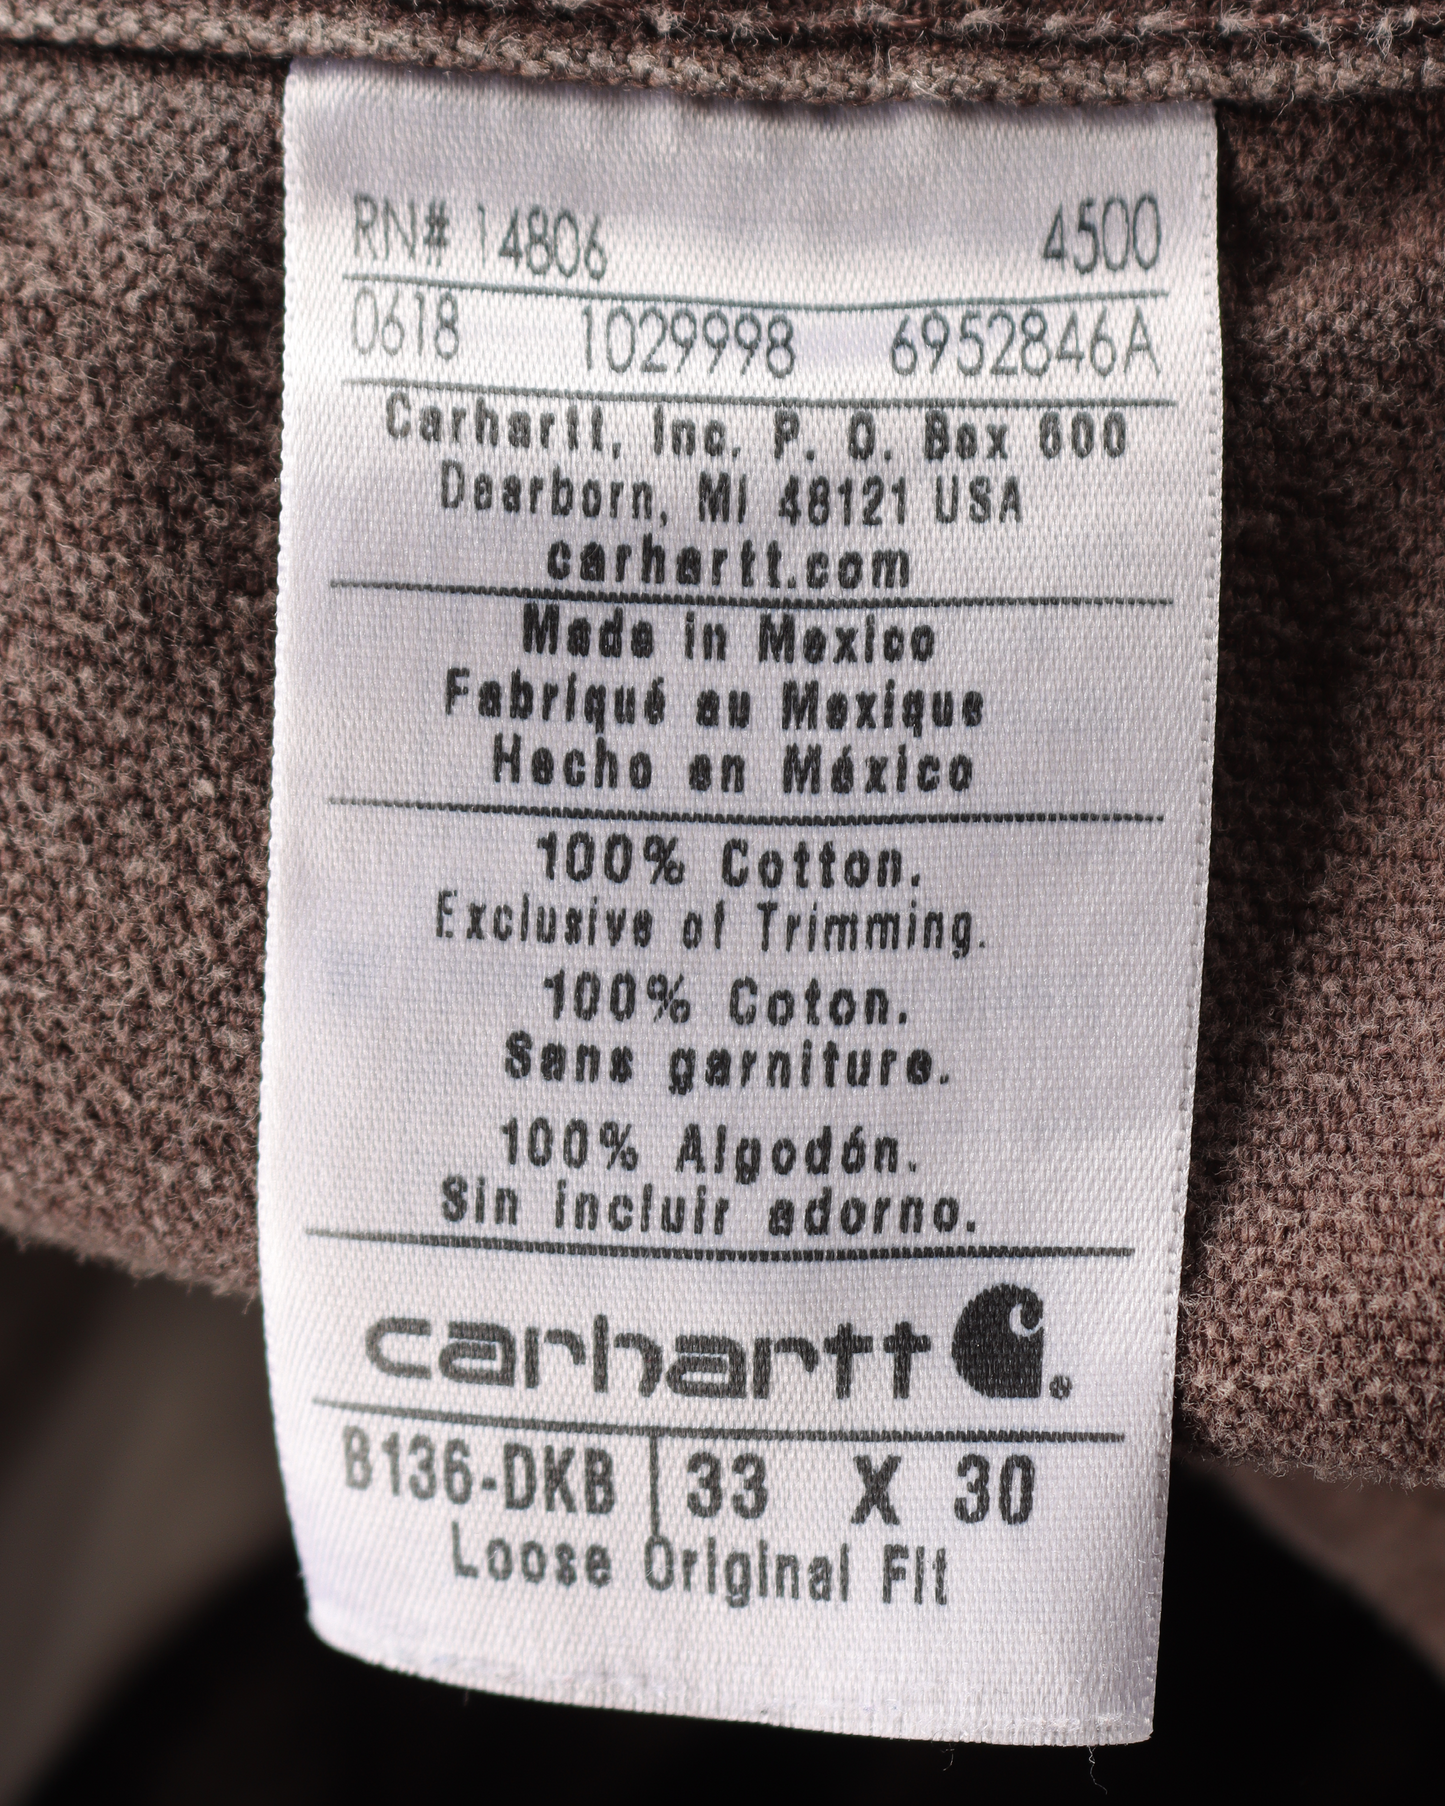 RN# 14806 4500
0618 1029998 6952846A
Carhartt, Inc. P. O. Box 600
Dearborn, MI 48121 USA
carhartt.com
Made in Mexico
Fabriqué au Mexique
Hecho en México
100% Cotton.
Exclusive of Trimming.
100% Coton.
Sans garniture.
100% Algodón.
Sin incluir adorno.
carhartt ®
B136-DKB 33 X 30
Loose Original Fit